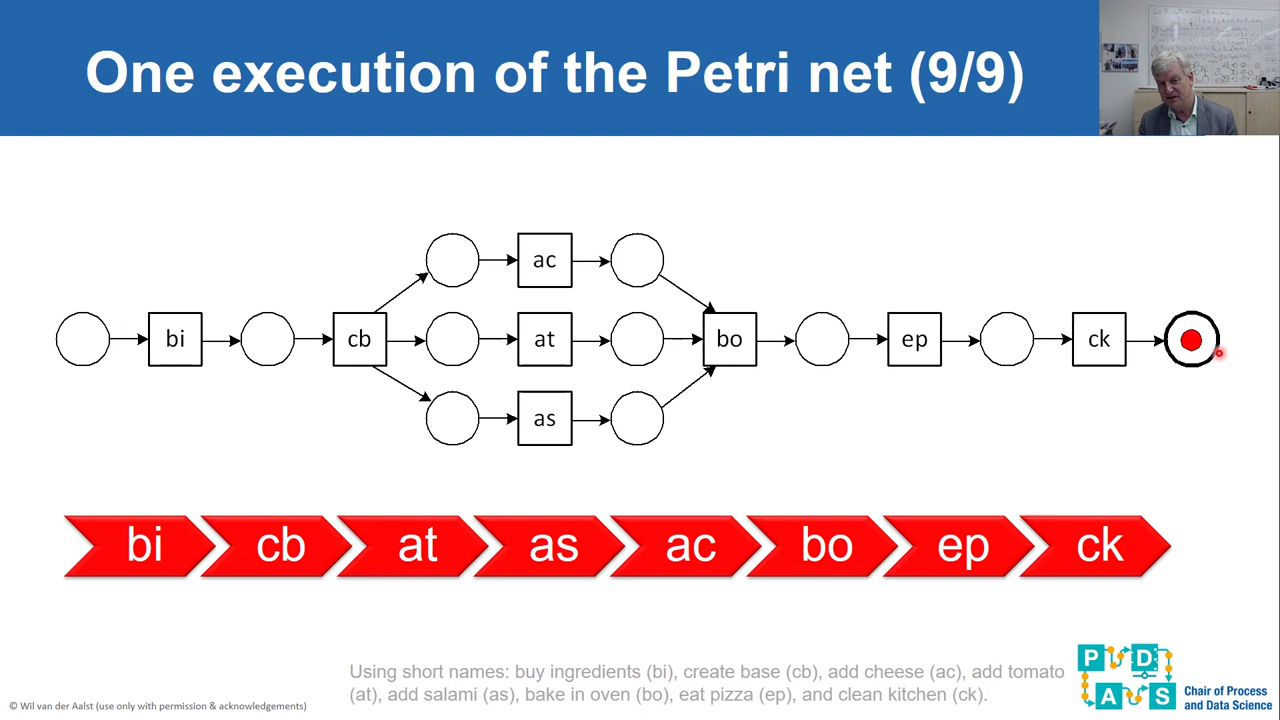 One execution of the Petri net (9/9)
ac
bi
cb
at
bo
ep
ck
as
bi
cb
at
as
ac
bo
ep
ck
Using short names: buy ingredients (bi), create base (cb), add cheese (ac), add tomato
(at), add salami (as), bake in oven (bo), eat pizza (ep), and clean kitchen (ck).
P D
A S
Chair of Process
and Data Science
© Wil van der Aalst (use only with permission & acknowledgements)